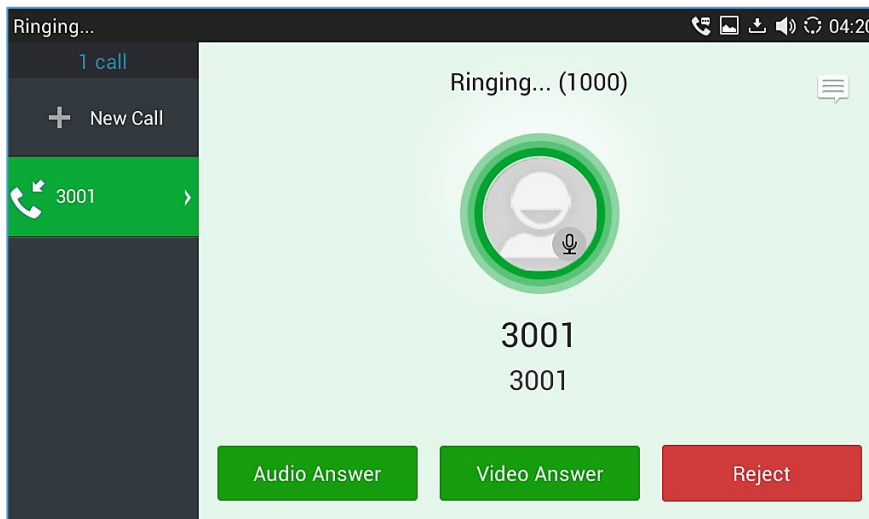 Ringing...
04:20
1 call
New Call
3001
Ringing... (1000)
3001
3001
Audio Answer
Video Answer
Reject